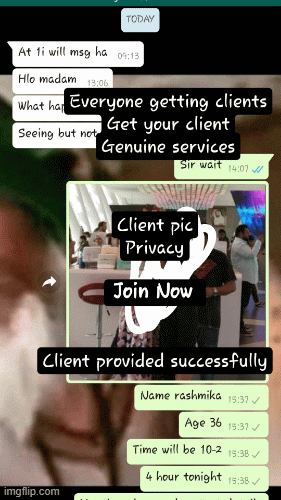 TODAY
At 1i will msg ha 09:13
Hlo madam 13:06
What
Everyone getting clients
Seeing but not
Get your client
Genuine services
Sir wait 14:07
Client pic
Privacy
Join Now
Client provided successfully
Name rashmika 15:37
Age 36 15:37
Time will be 10-2 15:38
4 hour tonight 15:38
imgflip.com